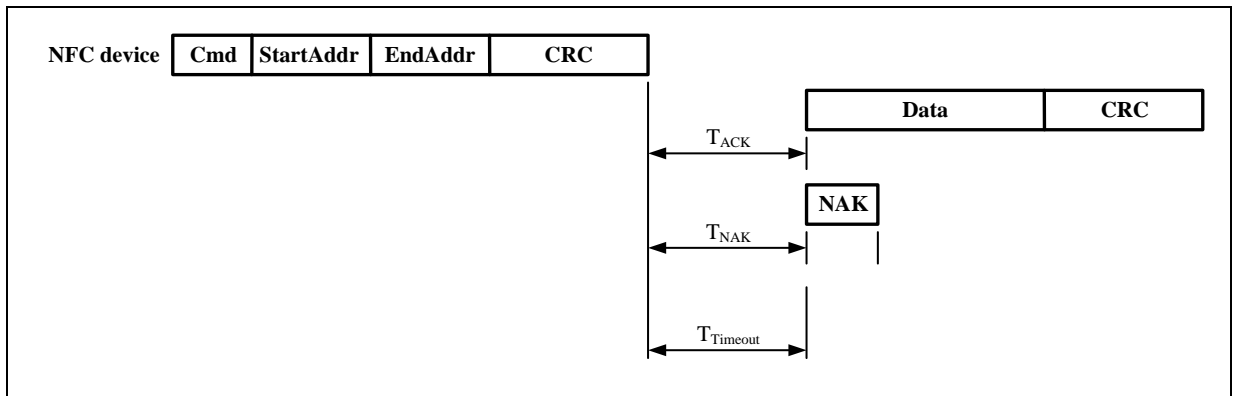 NFC device Cmd StartAddr EndAddr CRC
Data CRC
TACK
NAK
TNAK
TTimeout